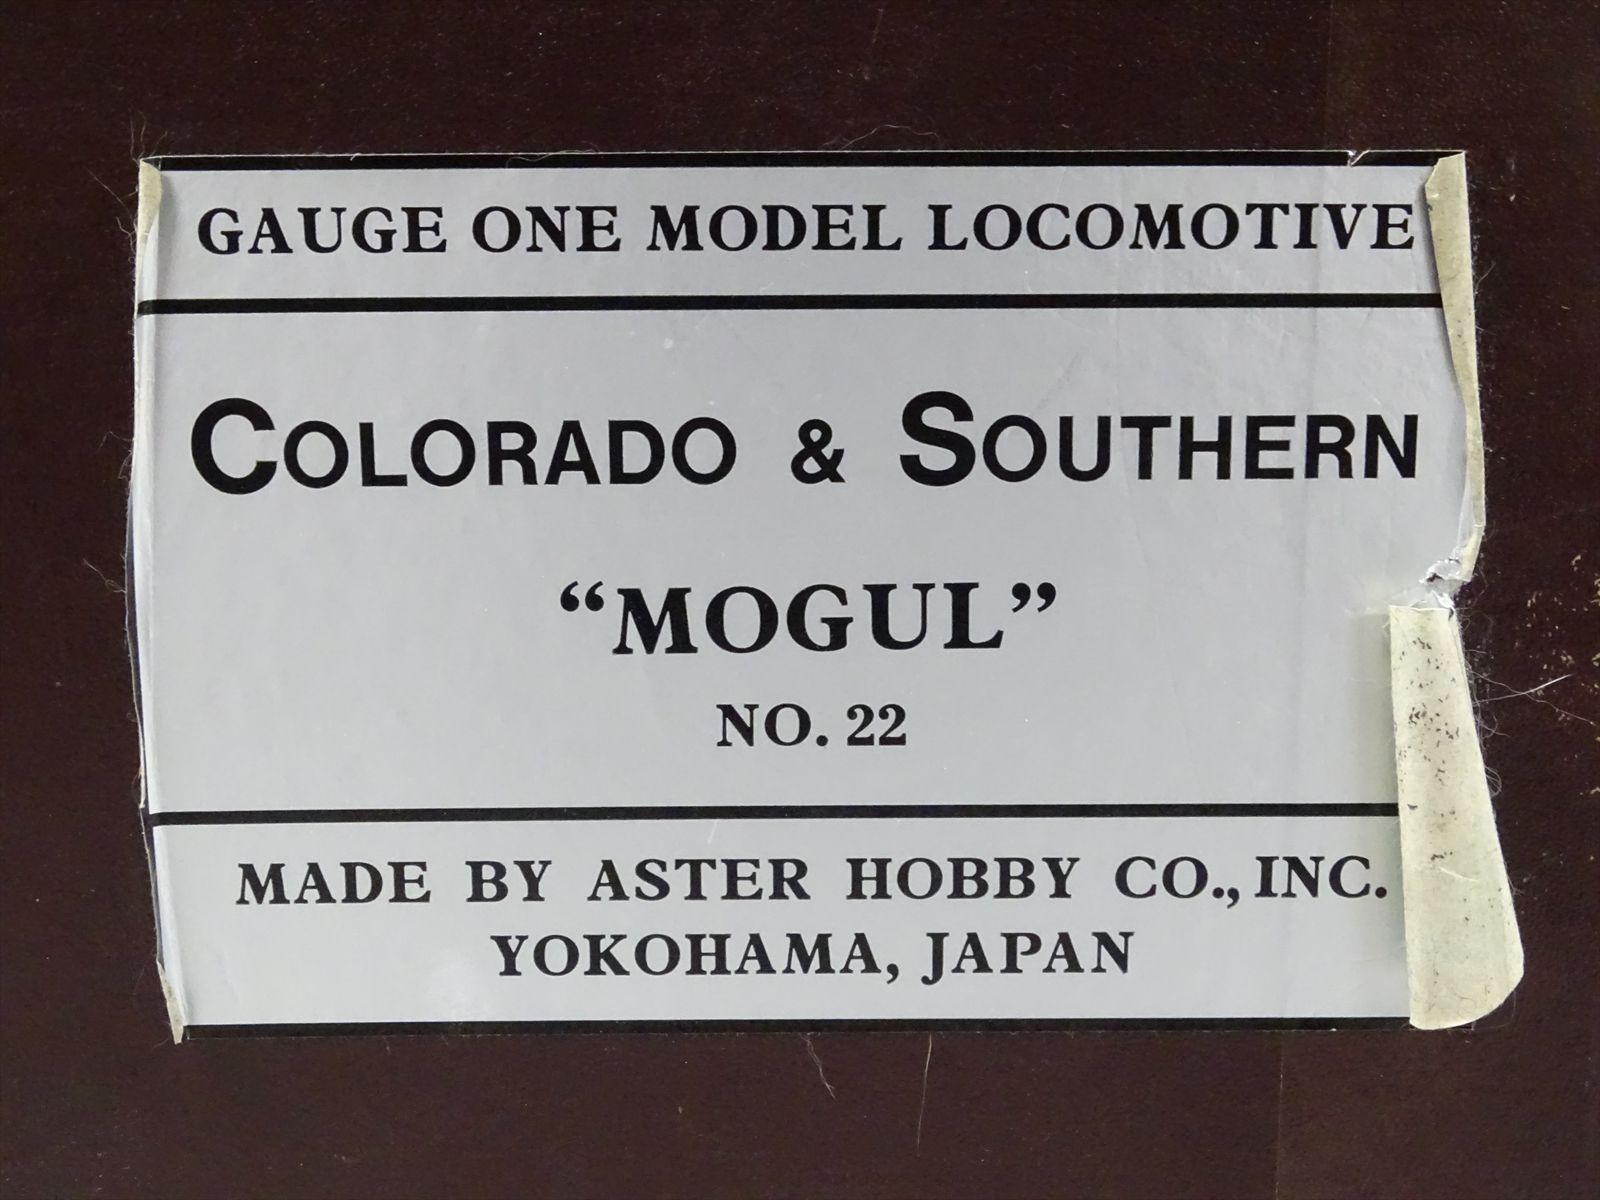 GAUGE ONE MODEL LOCOMOTIVE
COLORADO & SOUTHERN
“MOGUL”
NO. 22
MADE BY ASTER HOBBY CO., INC.
YOKOHAMA, JAPAN